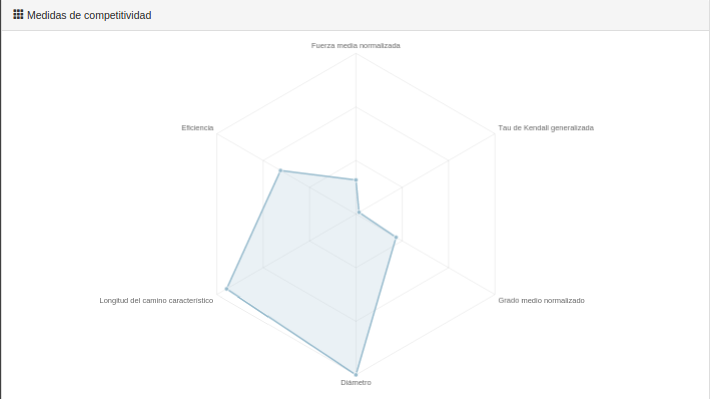 Medidas de competitividad
Fuerza media normalizada
Eficiencia
Tau de Kendall generalizada
Longitud del camino característico
Grado medio normalizado
Diámetro